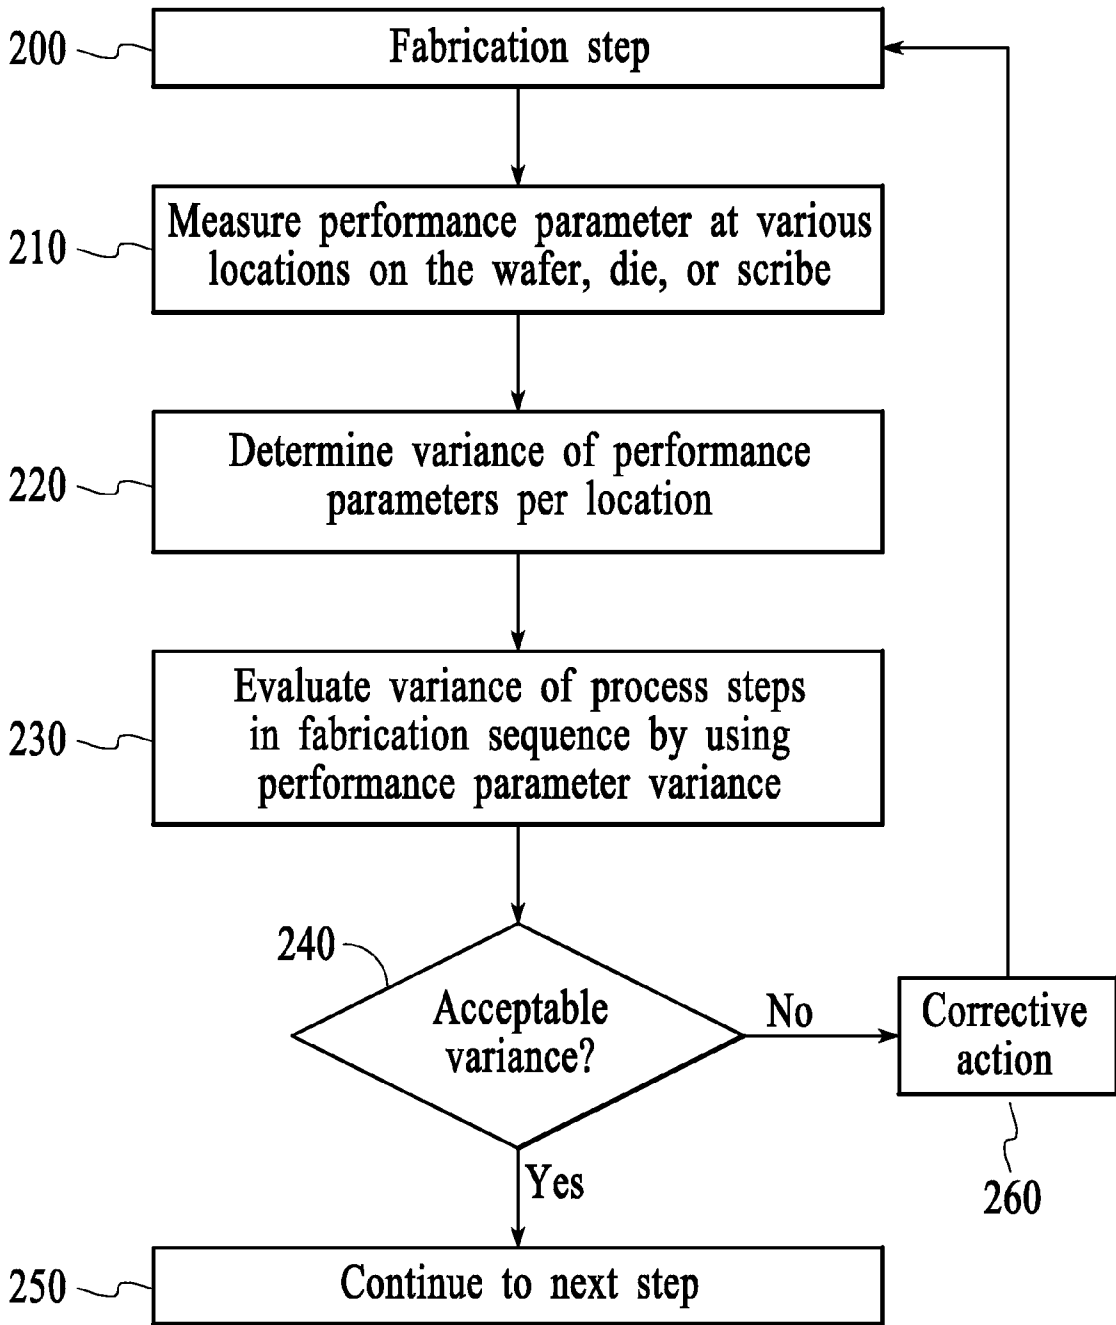 200
Fabrication step
210
Measure performance parameter at various
locations on the wafer, die, or scribe
220
Determine variance of performance
parameters per location
230
Evaluate variance of process steps
in fabrication sequence by using
performance parameter variance
240
Acceptable
variance?
No
Corrective
action
260
Yes
250
Continue to next step